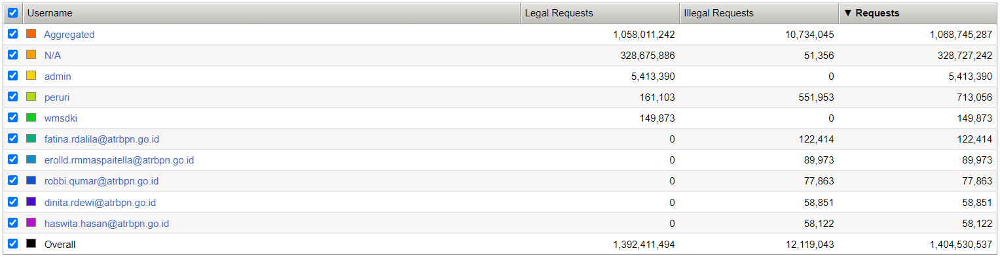 Username Legal Requests Illegal Requests ▼ Requests
Aggregated 1,058,011,242 10,734,045 1,068,745,287
N/A 328,675,886 51,356 328,727,242
admin 5,413,390 0 5,413,390
peruri 161,103 551,953 713,056
wmsdki 149,873 0 149,873
fatina.rdalila@atrbpn.go.id 0 122,414 122,414
erolld.rmmaspaitella@atrbpn.go.id 0 89,973 89,973
robbi.qumar@atrbpn.go.id 0 77,863 77,863
dinita.rdewi@atrbpn.go.id 0 58,851 58,851
haswita.hasan@atrbpn.go.id 0 58,122 58,122
Overall 1,392,411,494 12,119,043 1,404,530,537